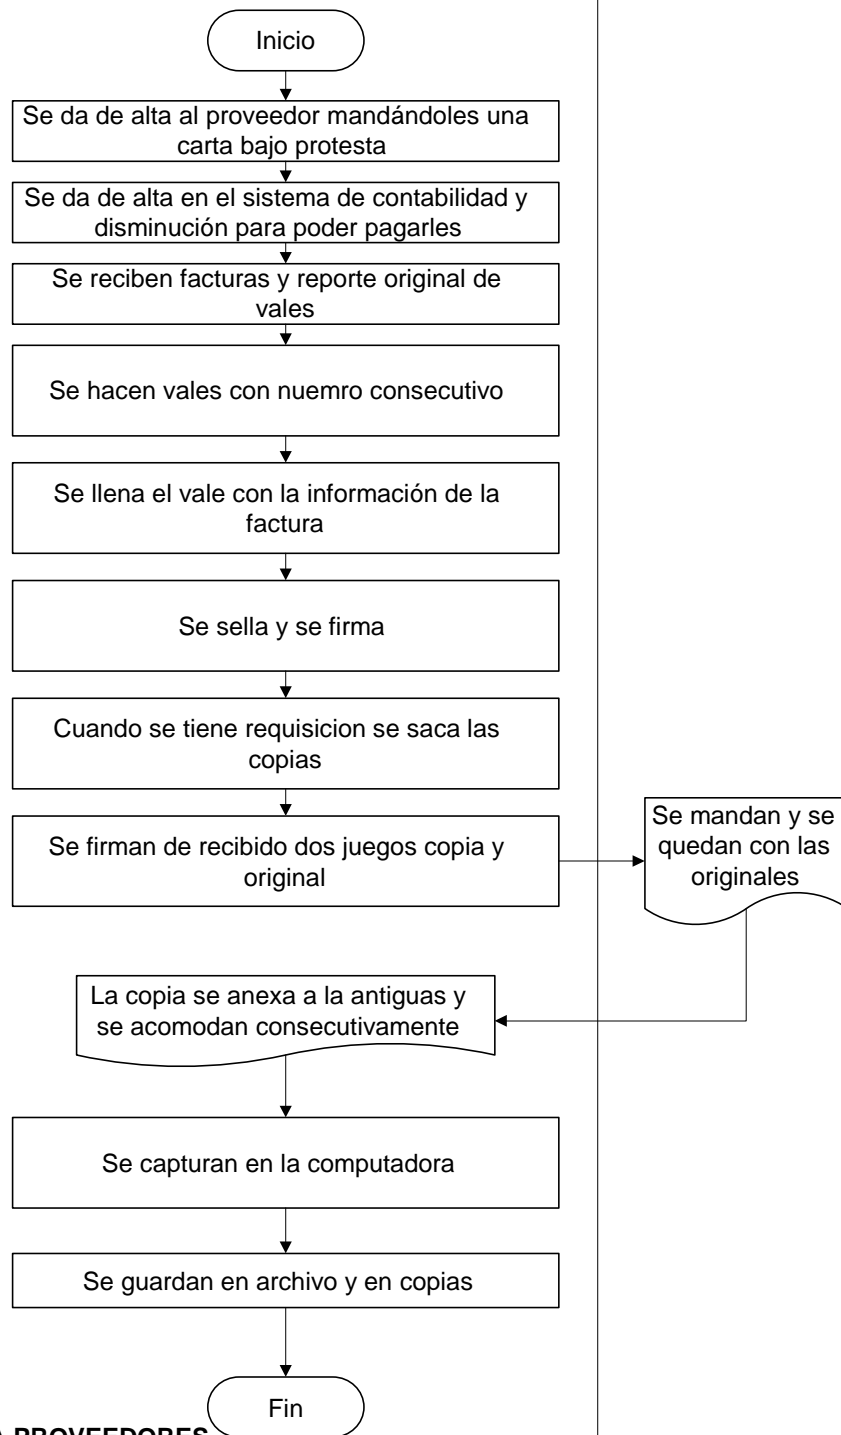 Inicio
Se da de alta al proveedor mandándoles una
carta bajo protesta
Se da de alta en el sistema de contabilidad y
disminución para poder pagarles
Se reciben facturas y reporte original de
vales
Se hacen vales con nuemro consecutivo
Se llena el vale con la información de la
factura
Se sella y se firma
Cuando se tiene requisicion se saca las
copias
Se firman de recibido dos juegos copia y
original
Se mandan y se
quedan con las
originales
La copia se anexa a la antiguas y
se acomodan consecutivamente
Se capturan en la computadora
Se guardan en archivo y en copias
Fin
A PROVEEDORES